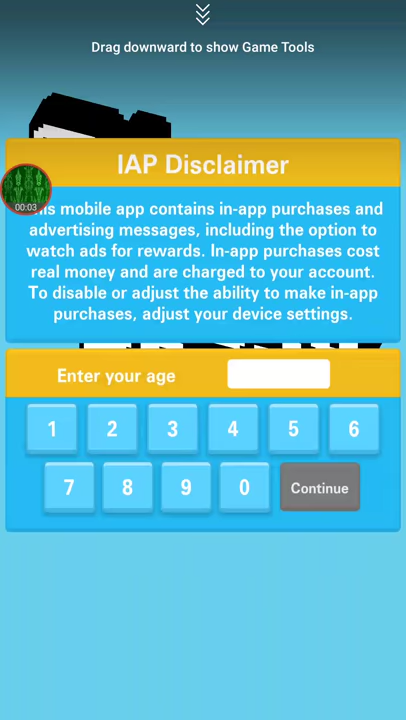 Drag downward to show Game Tools
IAP Disclaimer
00:03
his mobile app contains in-app purchases and
advertising messages, including the option to
watch ads for rewards. In-app purchases cost
real money and are charged to your account.
To disable or adjust the ability to make in-app
purchases, adjust your device settings.
Enter your age
1 2 3 4 5 6
7 8 9 0 Continue